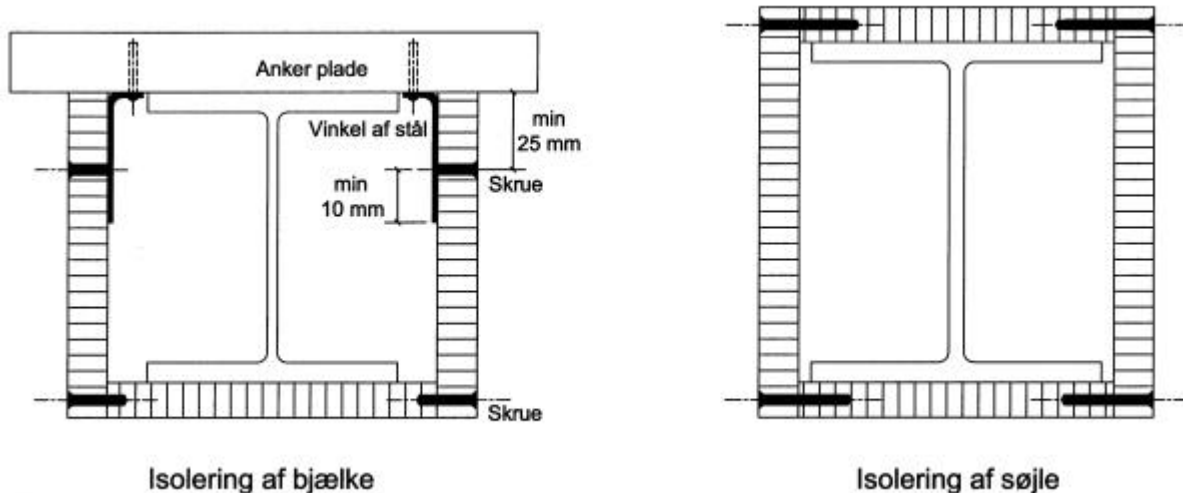 Anker plade
Vinkel af stål
min
25 mm
Skrue
min
10 mm
Skrue
Isolering af bjælke
Isolering af søjle